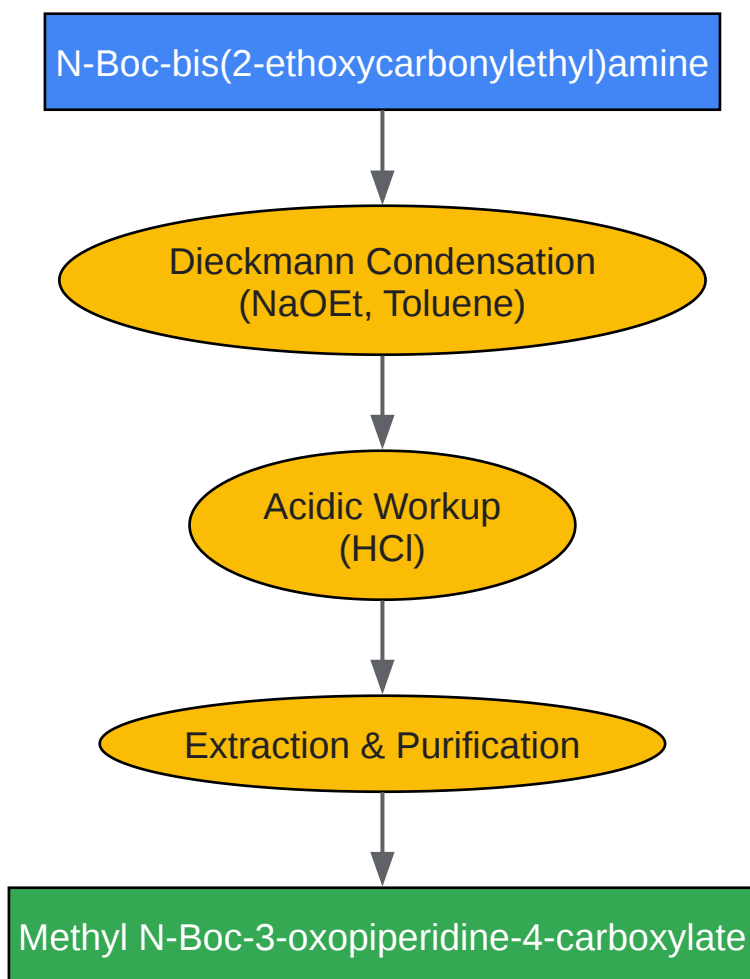 N-Boc-bis(2-ethoxycarbonylethyl)amine
Dieckmann Condensation
(NaOEt, Toluene)
Acidic Workup
(HCl)
Extraction & Purification
Methyl N-Boc-3-oxopiperidine-4-carboxylate